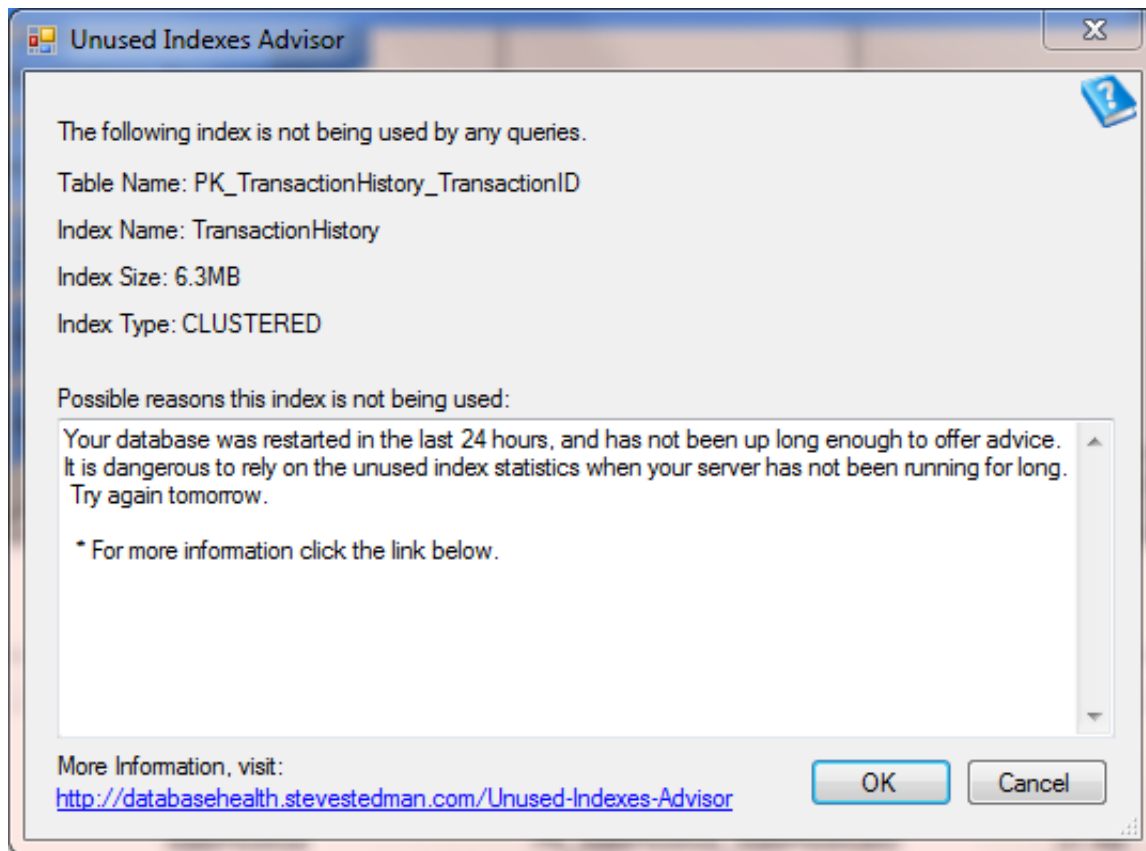 Unused Indexes Advisor
The following index is not being used by any queries.
Table Name: PK_TransactionHistory_TransactionID
Index Name: TransactionHistory
Index Size: 6.3MB
Index Type: CLUSTERED
Possible reasons this index is not being used:
Your database was restarted in the last 24 hours, and has not been up long enough to offer advice.
It is dangerous to rely on the unused index statistics when your server has not been running for long.
Try again tomorrow.
* For more information click the link below.
More Information, visit:
http://databasehealth.stevestedman.com/Unused-Indexes-Advisor
OK
Cancel